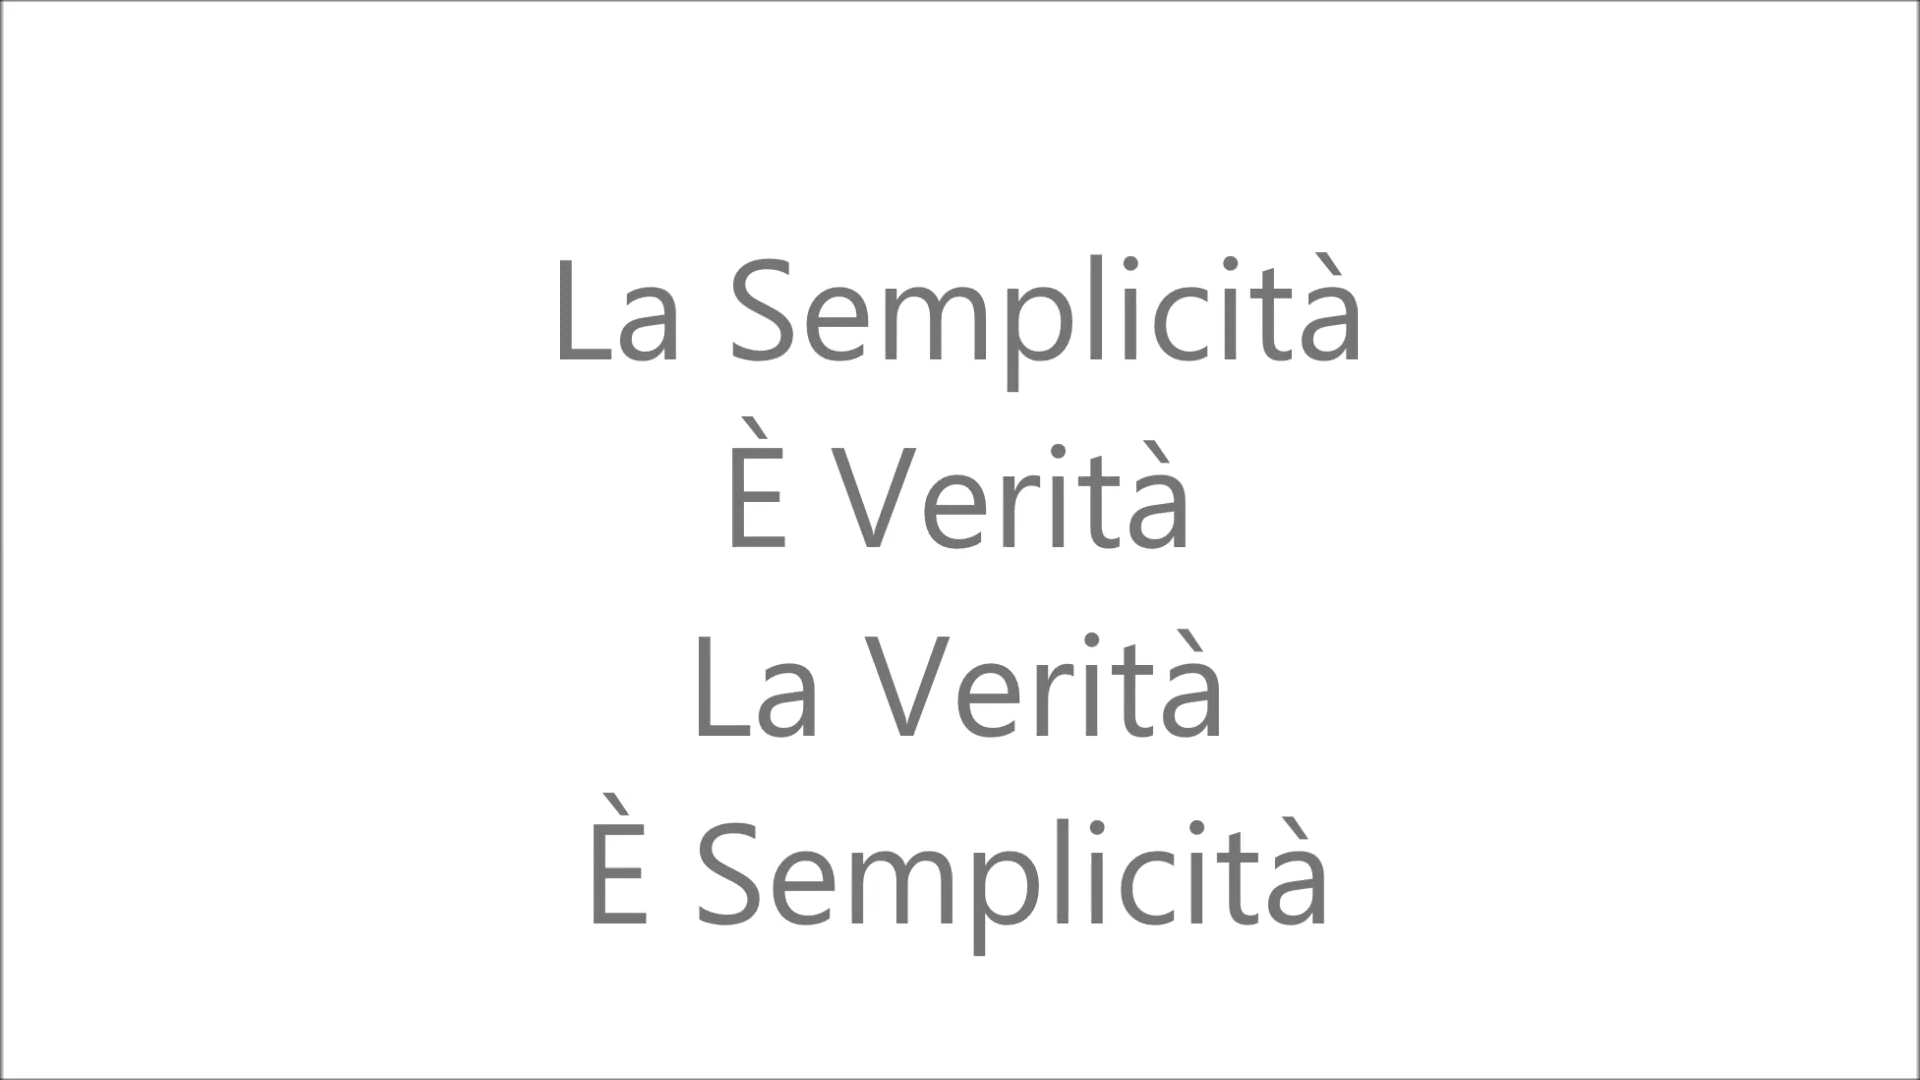 La Semplicità
È Verità
La Verità
È Semplicità